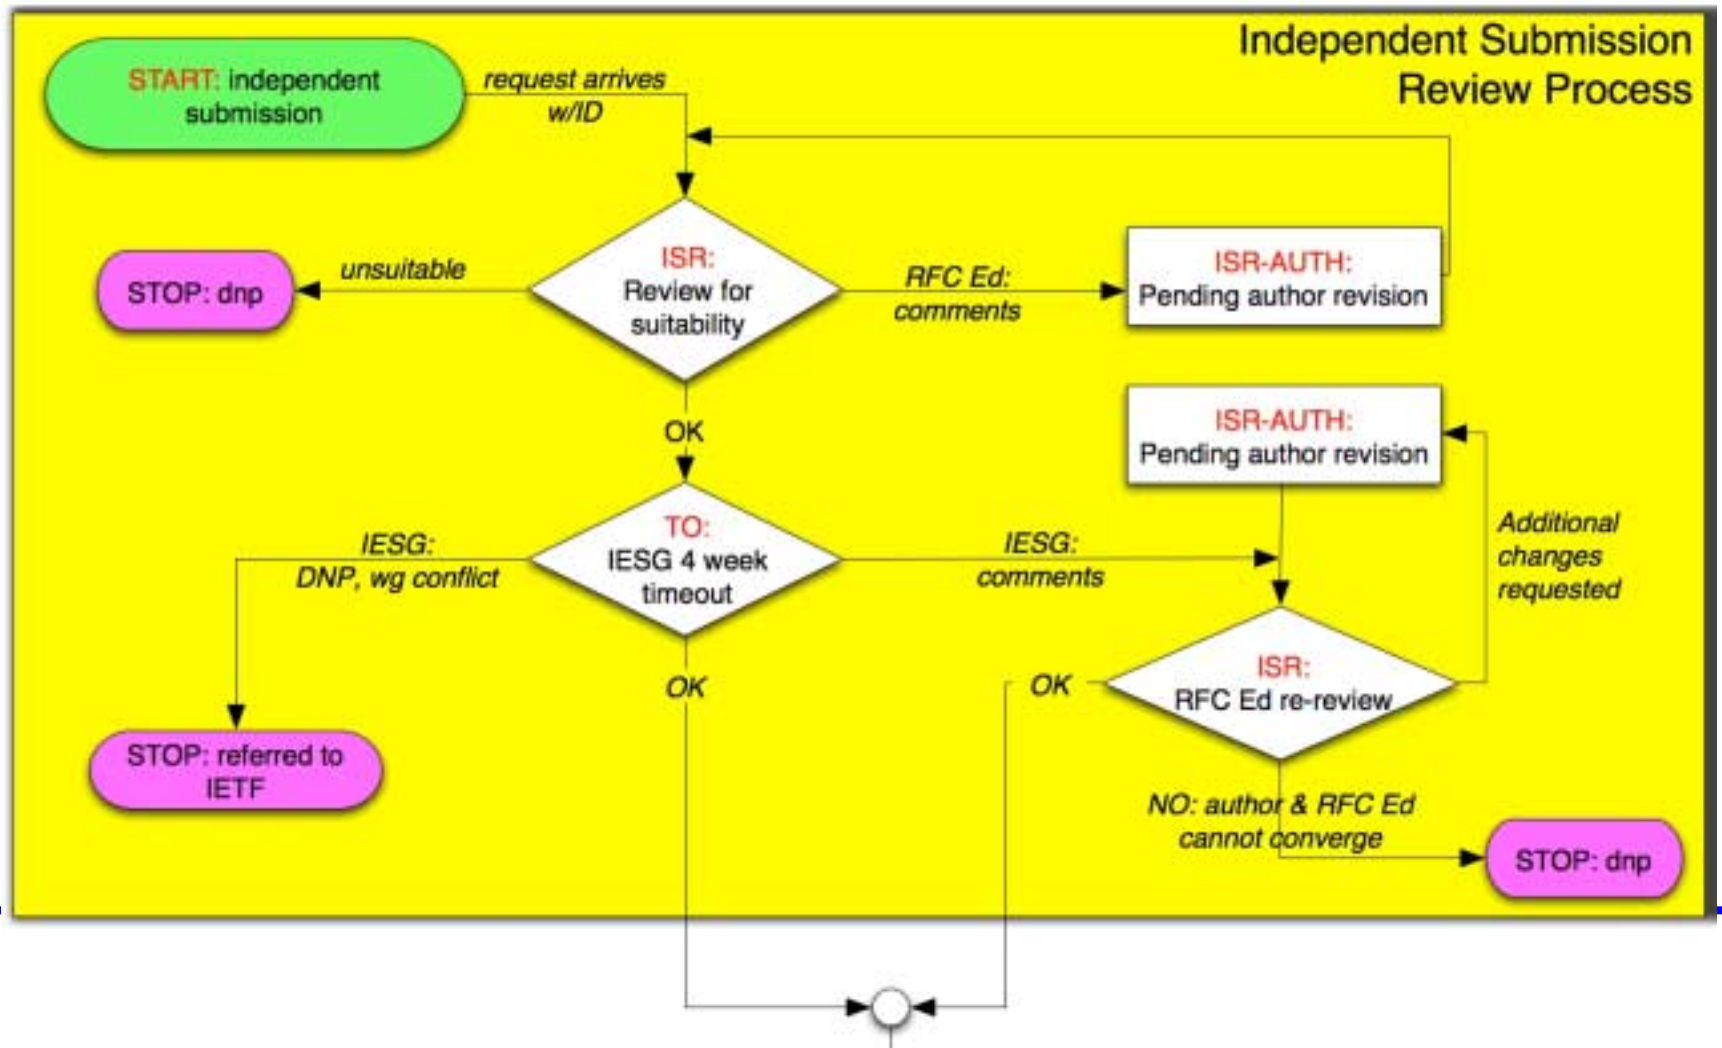 Independent Submission
Review Process
START: independent
submission
request arrives
w/ID
STOP: dnp
unsuitable
ISR:
Review for
suitability
RFC Ed:
comments
ISR-AUTH:
Pending author revision
OK
ISR-AUTH:
Pending author revision
IESG:
DNP, wg conflict
TO:
IESG 4 week
timeout
IESG:
comments
Additional
changes
requested
OK
OK
ISR:
RFC Ed re-review
STOP: referred to
IETF
NO: author & RFC Ed
cannot converge
STOP: dnp